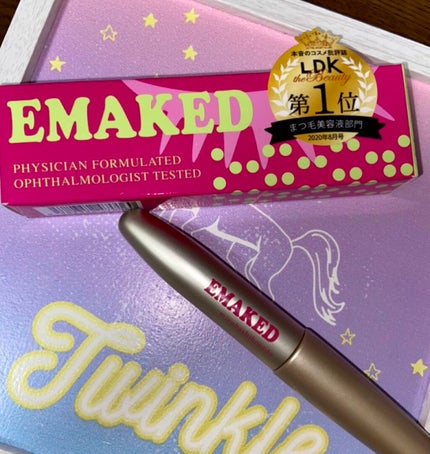 本音のコスメ批評誌
LDK
the Beauty
第1位
まつ毛美容液部門
2020年8月号
EMAKED
PHYSICIAN FORMULATED
OPHTHALMOLOGIST TESTED
EMAKED
Twinkle